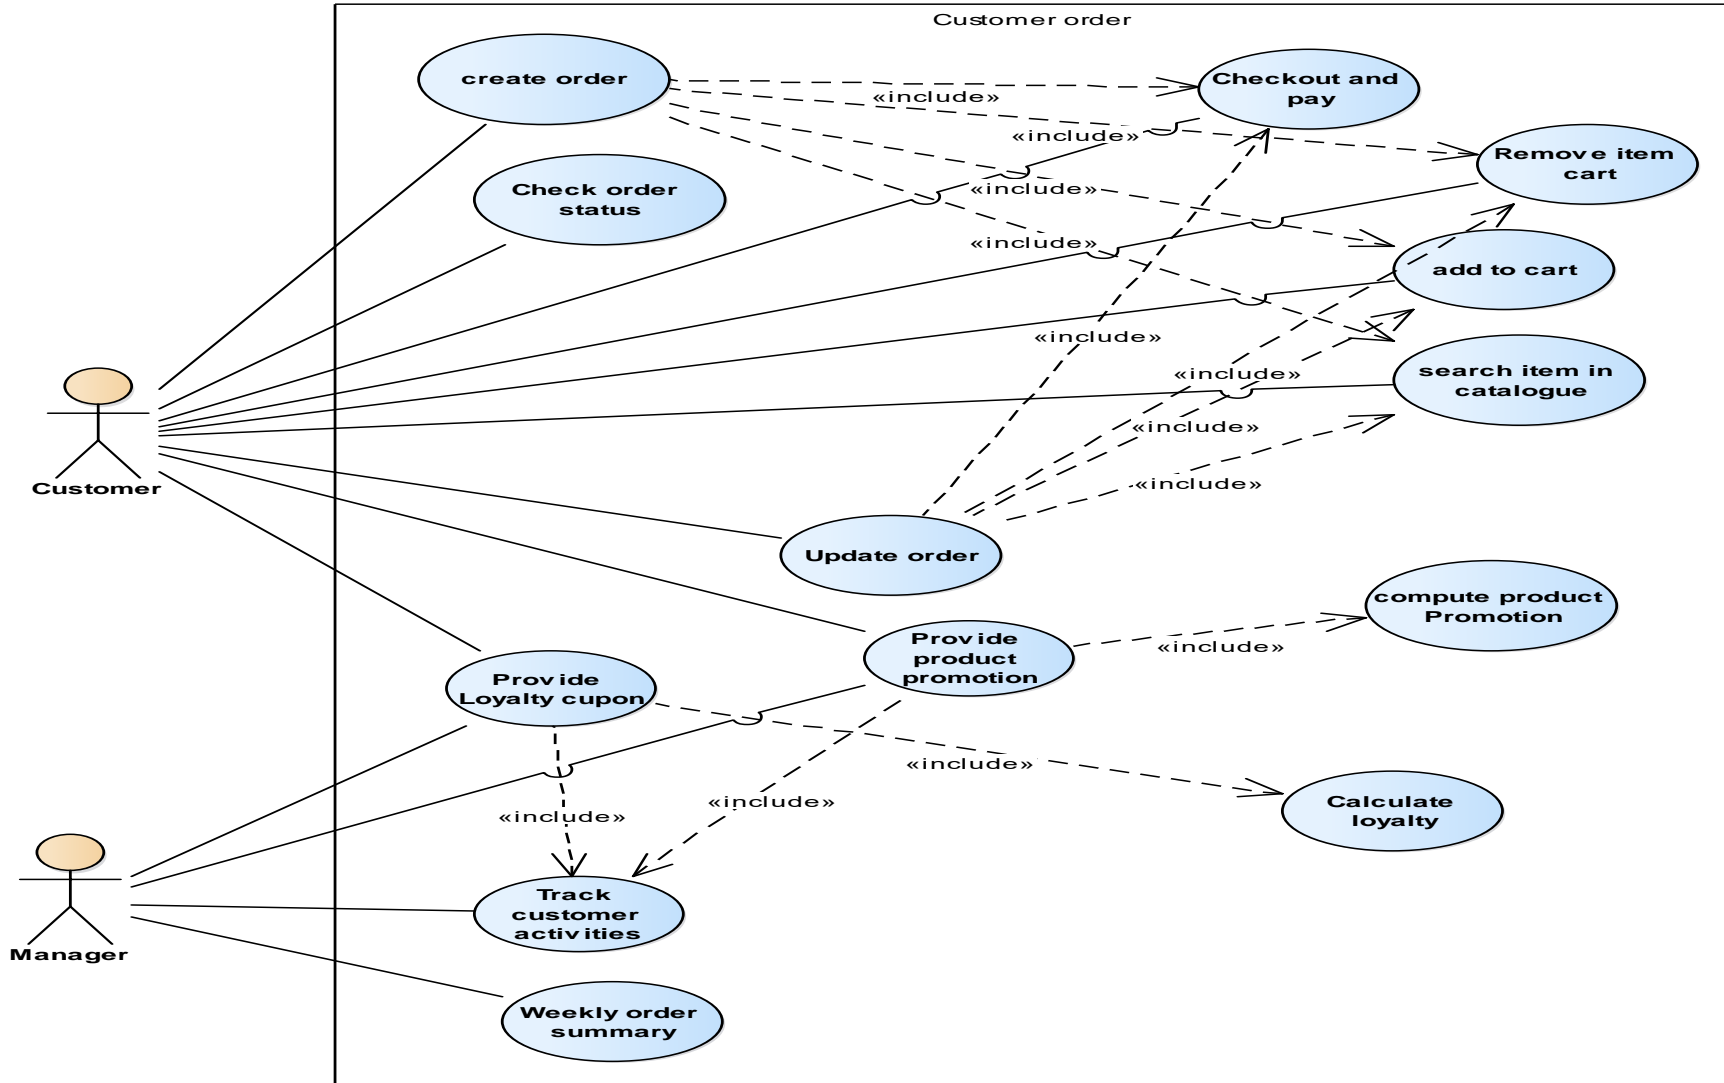 Customer order
create order
Checkout and
pay
«include»
«include»
Remove item
cart
Check order
status
«include»
«include»
add to cart
«include»
search item in
catalogue
«include»
«include»
«include»
Customer
Update order
compute product
Promotion
Provide
product
promotion
«include»
Provide
Loyalty cupon
«include»
«include»
«include»
Calculate
loyalty
Track
customer
activities
Manager
Weekly order
summary